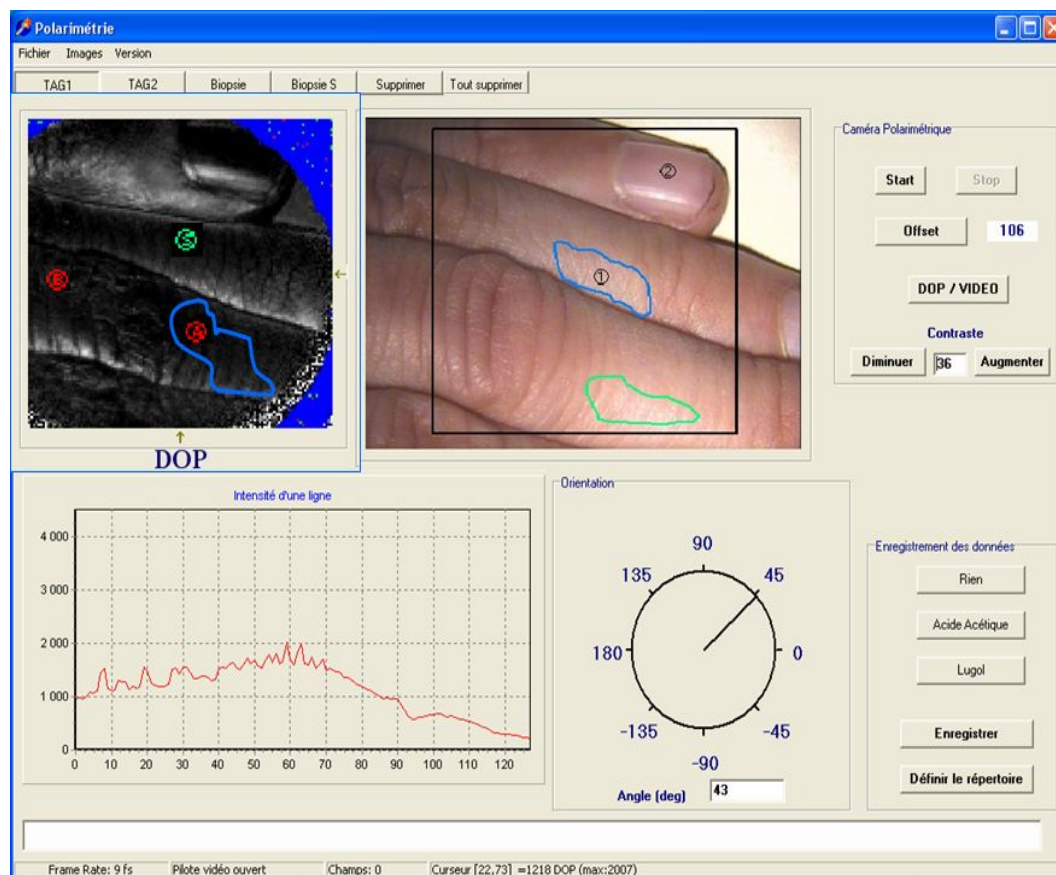 Polarimétrie
Fichier Images Version
TAG1 TAG2 Biopsie Biopsie S Supprimer Tout supprimer
S
E
A
DOP
2
1
Caméra Polarimétrique
Start Stop
Offset 106
DOP / VIDEO
Contraste
Diminuer 36 Augmenter
Intensité d'une ligne
4 000
3 000
2 000
1 000
0
0 10 20 30 40 50 60 70 80 90 100 110 120
Orientation
90
135 45
180 0
-135 -45
-90
Angle (deg) 43
Enregistrement des données
Rien
Acide Acétique
Lugol
Enregistrer
Définir le répertoire
Frame Rate: 9 fs Pilote vidéo ouvert Champs: 0 Curseur [22,73] =1218 DOP (max:2007)